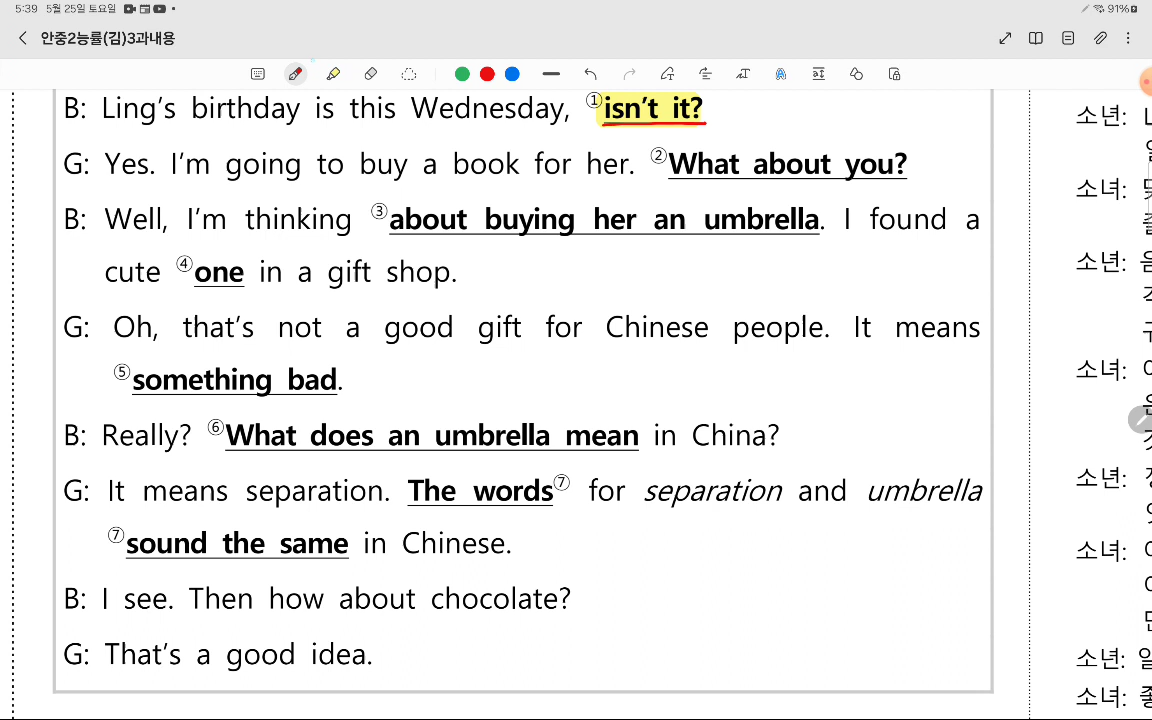 5:39 5월 25일 토요일 91%
안중2능률(김)3과내용
B: Ling's birthday is this Wednesday, ①isn't it?
G: Yes. I'm going to buy a book for her. ②What about you?
B: Well, I'm thinking ③about buying her an umbrella. I found a
cute ④one in a gift shop.
G: Oh, that's not a good gift for Chinese people. It means
⑤something bad.
B: Really? ⑥What does an umbrella mean in China?
G: It means separation. The words⑦ for separation and umbrella
⑦sound the same in Chinese.
B: I see. Then how about chocolate?
G: That's a good idea.
소년:
소녀:
소년:
소녀:
소년:
소녀:
소년:
소녀: